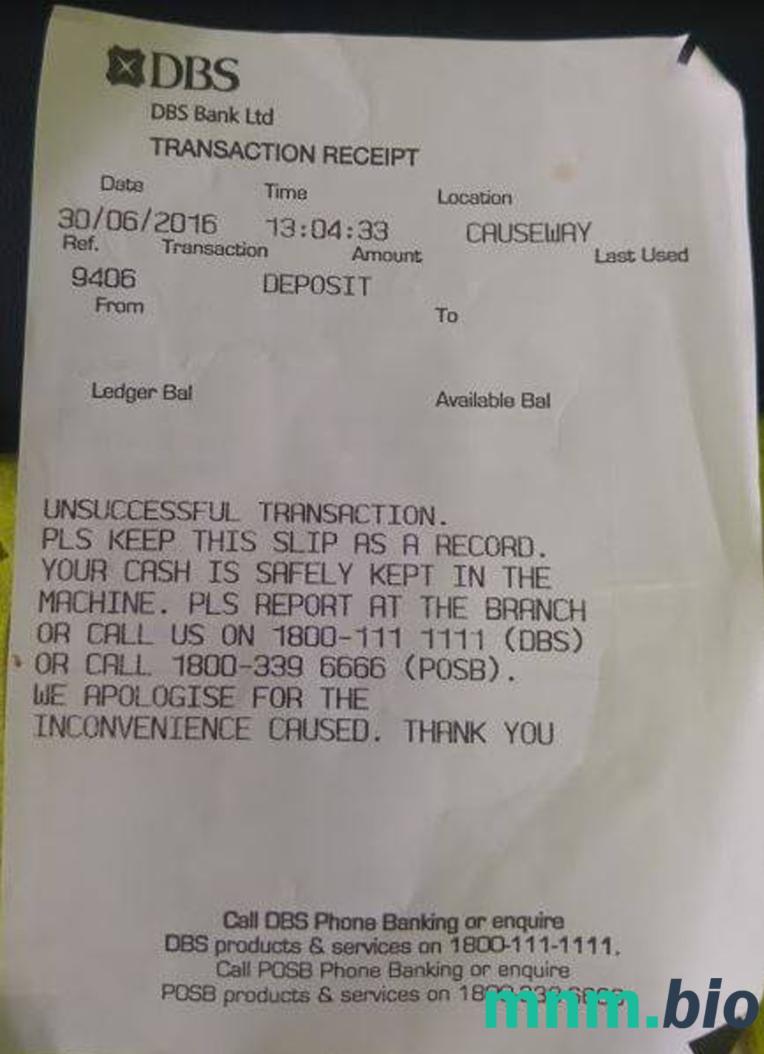 DBS
DBS Bank Ltd
TRANSACTION RECEIPT
Date Time Location
30/06/2016 13:04:33 CAUSEWAY
Ref. Transaction Amount Last Used
9406 DEPOSIT
From To
Ledger Bal Available Bal
UNSUCCESSFUL TRANSACTION.
PLS KEEP THIS SLIP AS A RECORD.
YOUR CASH IS SAFELY KEPT IN THE
MACHINE. PLS REPORT AT THE BRANCH
OR CALL US ON 1800-111 1111 (DBS)
OR CALL 1800-339 6666 (POSB).
WE APOLOGISE FOR THE
INCONVENIENCE CAUSED. THANK YOU
Call DBS Phone Banking or enquire
DBS products & services on 1800-111-1111.
Call POSB Phone Banking or enquire
POSB products & services on
mnm.bio